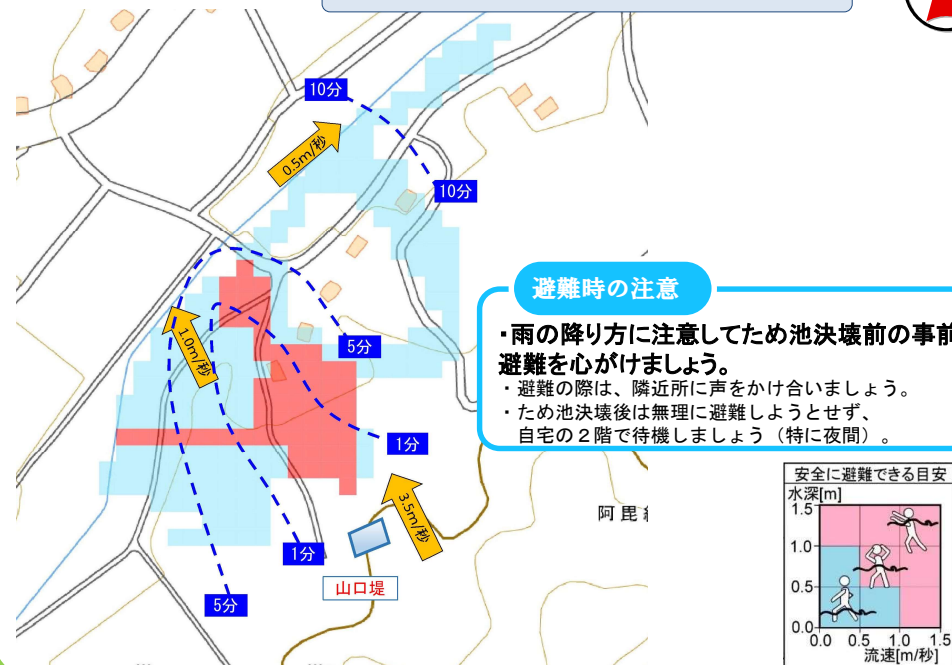 10分
0.5m/秒
10分
避難時の注意
・雨の降り方に注意してため池決壊前の事前
避難を心がけましょう。
・避難の際は、隣近所に声をかけ合いましょう。
・ため池決壊後は無理に避難しようとせず、
自宅の２階で待機しましょう（特に夜間）。
1.0m/秒
5分
1分
3.5m/秒
阿毘
1分
山口堤
5分
安全に避難できる目安
水深[m]
1.5
1.0
0.5
0.0
0.0 0.5 1.0 1.5
流速[m/秒]